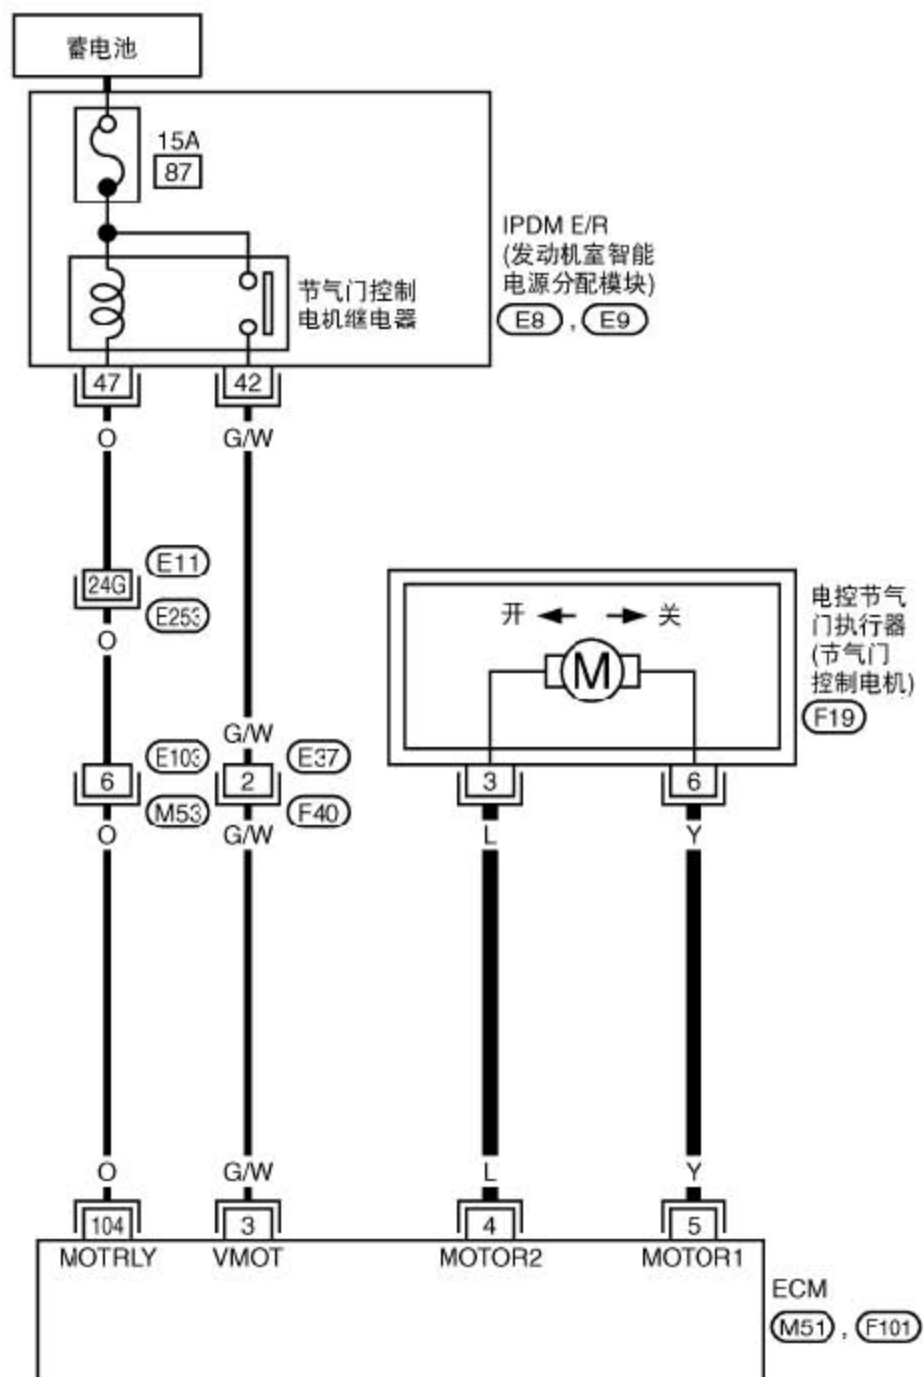 蓄电池
15A
87
IPDM E/R
(发动机室智能
电源分配模块)
E8 , E9
节气门控制
电机继电器
47
42
O
G/W
E11
24G
E253
O
开
关
M
电控节气
门执行器
(节气门
控制电机)
F19
G/W
E103
E37
6
2
3
6
M53
F40
O
G/W
L
Y
O
G/W
L
Y
104
3
4
5
MOTRLY
VMOT
MOTOR2
MOTOR1
ECM
M51 , F101